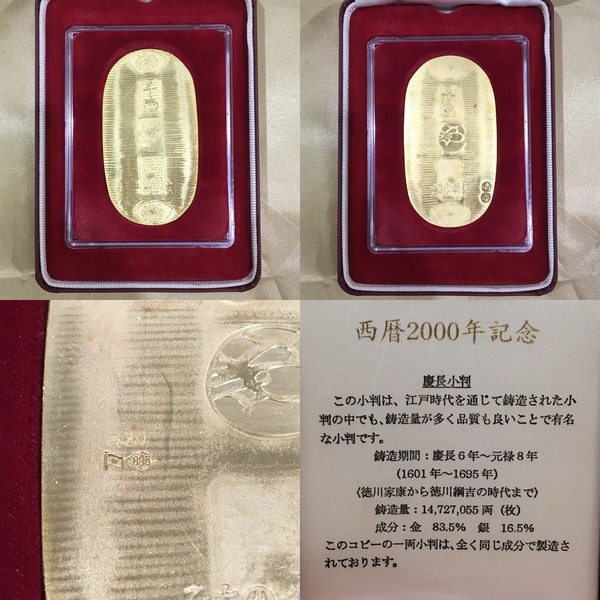 西暦2000年記念
慶長小判
この小判は、江戸時代を通じて鋳造された小
判の中でも、鋳造量が多く品質も良いことで有名
な小判です。
鋳造期間：慶長6年～元禄8年
(1601年～1695年)
〈徳川家康から徳川綱吉の時代まで〉
鋳造量：14,727,055両（枚）
成分：金 83.5% 銀 16.5%
このコピーの一両小判は、全く同じ成分で製造さ
れております。